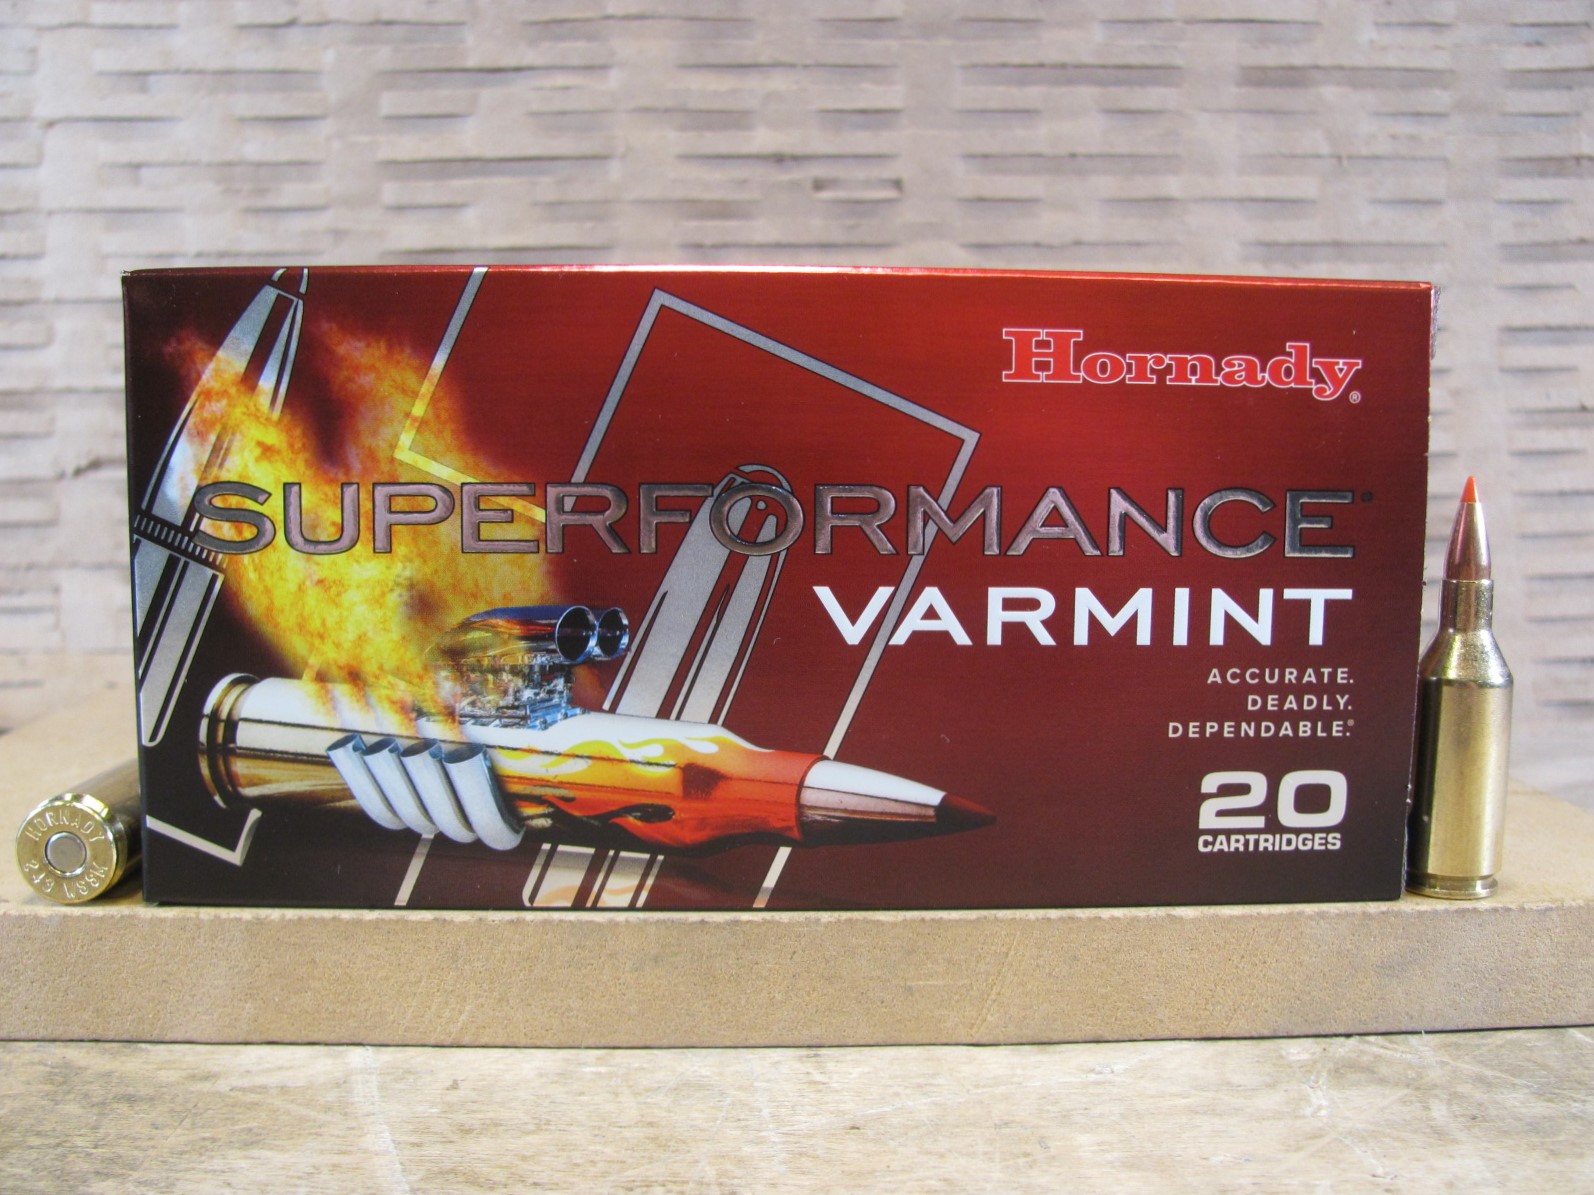 Hornady®
SUPERFORMANCE
VARMINT
ACCURATE.
DEADLY.
DEPENDABLE.®
20
CARTRIDGES
HORNADY
243 WSSM